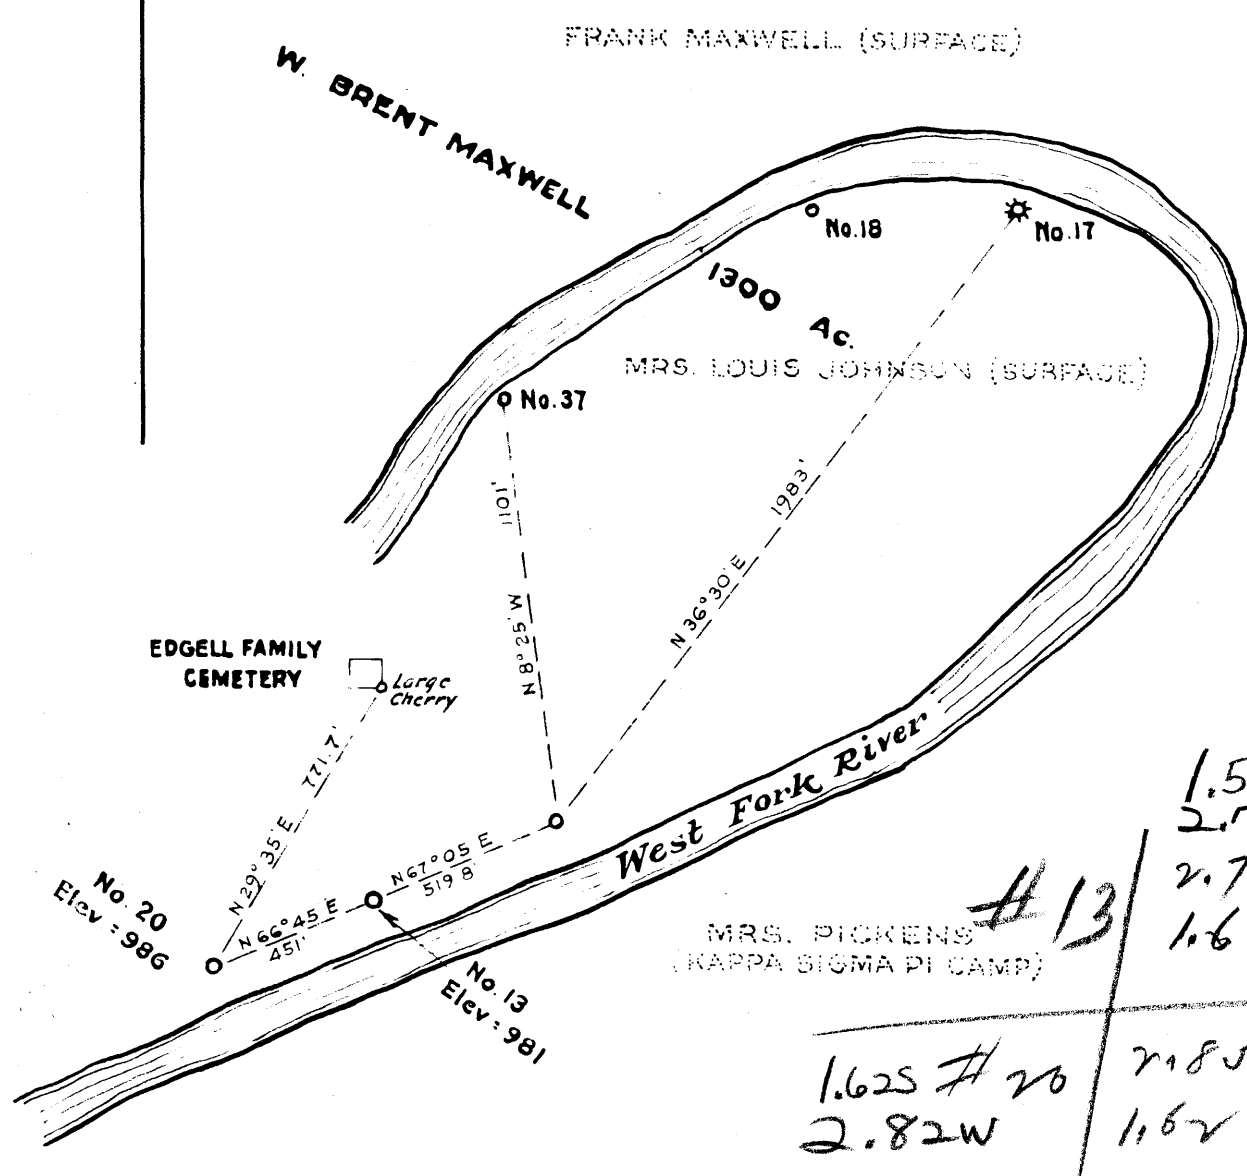 FRANK MAXWELL (SURFACE)
W. BRENT MAXWELL
No.18
No.17
1300 Ac.
MRS. LOUIS JOHNSON (SURFACE)
No.37
1101'
1983'
N 36° 30' E
N 8° 25' W
EDGELL FAMILY
CEMETERY
Large
Cherry
771.7'
N 29° 35' E
West Fork River
N 67° 05 E
519 8
No. 20
Elev = 986
N 66° 45 E
451'
No. 13
Elev = 981
MRS. PICKENS
(KAPPA SIGMA PI CAMP)
# 13
1.5
2.7
1.6
1.62S # 20
2.82W
2.8
1.62